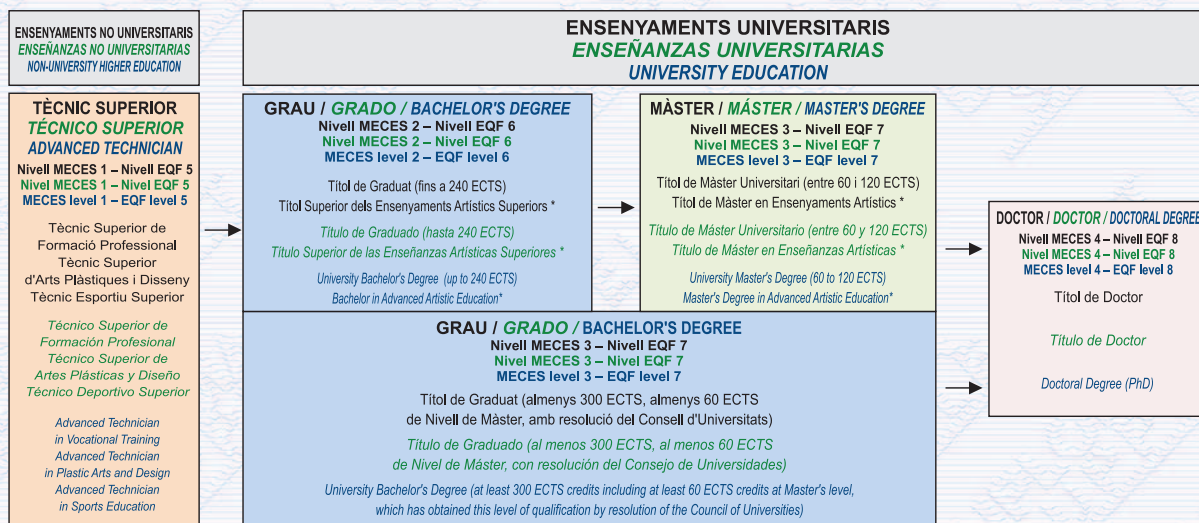 ENSENYAMENTS NO UNIVERSITARIS
ENSEÑANZAS NO UNIVERSITARIAS
NON-UNIVERSITY HIGHER EDUCATION
ENSENYAMENTS UNIVERSITARIS
ENSEÑANZAS UNIVERSITARIAS
UNIVERSITY EDUCATION
TÈCNIC SUPERIOR
TÉCNICO SUPERIOR
ADVANCED TECHNICIAN
Nivell MECES 1 – Nivell EQF 5
Nivel MECES 1 – Nivel EQF 5
MECES level 1 – EQF level 5
Tècnic Superior de
Formació Professional
Tècnic Superior
d'Arts Plàstiques i Disseny
Tècnic Esportiu Superior
Técnico Superior de
Formación Profesional
Técnico Superior de
Artes Plásticas y Diseño
Técnico Deportivo Superior
Advanced Technician
in Vocational Training
Advanced Technician
in Plastic Arts and Design
Advanced Technician
in Sports Education
GRAU / GRADO / BACHELOR'S DEGREE
Nivell MECES 2 – Nivell EQF 6
Nivel MECES 2 – Nivel EQF 6
MECES level 2 – EQF level 6
Títol de Graduat (fins a 240 ECTS)
Títol Superior dels Ensenyaments Artístics Superiors *
Título de Graduado (hasta 240 ECTS)
Título Superior de las Enseñanzas Artísticas Superiores *
University Bachelor's Degree (up to 240 ECTS)
Bachelor in Advanced Artistic Education*
MÀSTER / MÁSTER / MASTER'S DEGREE
Nivell MECES 3 – Nivell EQF 7
Nivel MECES 3 – Nivel EQF 7
MECES level 3 – EQF level 7
Títol de Màster Universitari (entre 60 i 120 ECTS)
Títol de Màster en Ensenyaments Artístics *
Título de Máster Universitario (entre 60 y 120 ECTS)
Título de Máster en Enseñanzas Artísticas *
University Master's Degree (60 to 120 ECTS)
Master's Degree in Advanced Artistic Education*
GRAU / GRADO / BACHELOR'S DEGREE
Nivell MECES 3 – Nivell EQF 7
Nivel MECES 3 – Nivel EQF 7
MECES level 3 – EQF level 7
Títol de Graduat (almenys 300 ECTS, almenys 60 ECTS
de Nivell de Màster, amb resolució del Consell d'Universitats)
Título de Graduado (al menos 300 ECTS, al menos 60 ECTS
de Nivel de Máster, con resolución del Consejo de Universidades)
University Bachelor's Degree (at least 300 ECTS credits including at least 60 ECTS credits at Master's level,
which has obtained this level of qualification by resolution of the Council of Universities)
DOCTOR / DOCTOR / DOCTORAL DEGREE
Nivell MECES 4 – Nivell EQF 8
Nivel MECES 4 – Nivel EQF 8
MECES level 4 – EQF level 8
Títol de Doctor
Título de Doctor
Doctoral Degree (PhD)